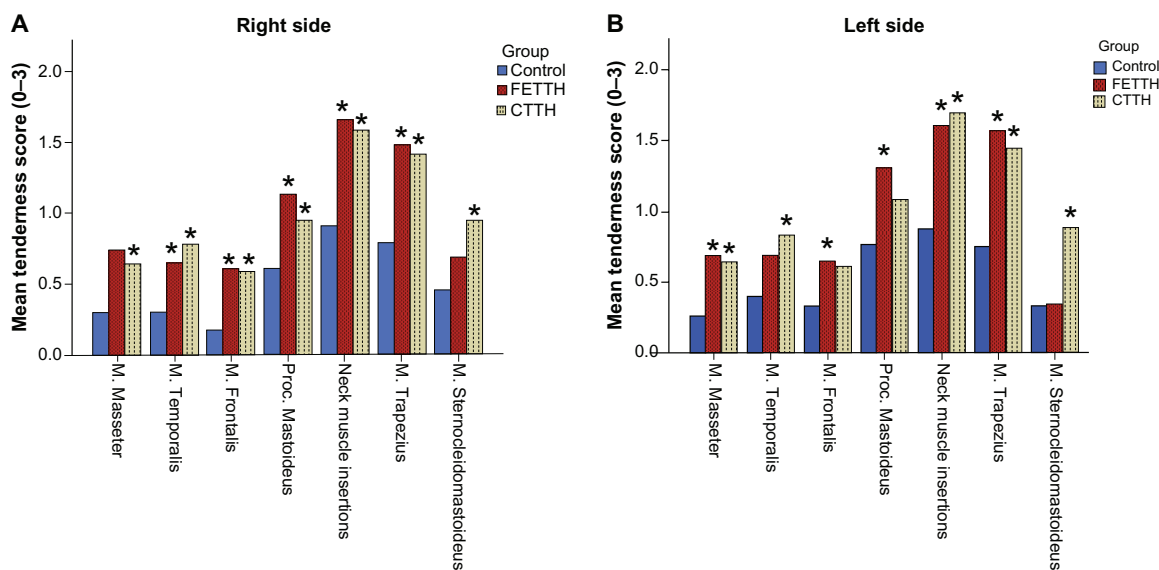 A
Right side
Mean tenderness score (0–3)
2.0
1.5
1.0
0.5
0.0
Group
Control
FETTH
CTTH
*
* *
* *
* *
* *
* *
*
M. Masseter
M. Temporalis
M. Frontalis
Proc. Mastoideus
Neck muscle insertions
M. Trapezius
M. Sternocleidomastoideus
B
Left side
Mean tenderness score (0–3)
2.0
1.5
1.0
0.5
0.0
Group
Control
FETTH
CTTH
* *
*
*
*
* *
* *
*
M. Masseter
M. Temporalis
M. Frontalis
Proc. Mastoideus
Neck muscle insertions
M. Trapezius
M. Sternocleidomastoideus